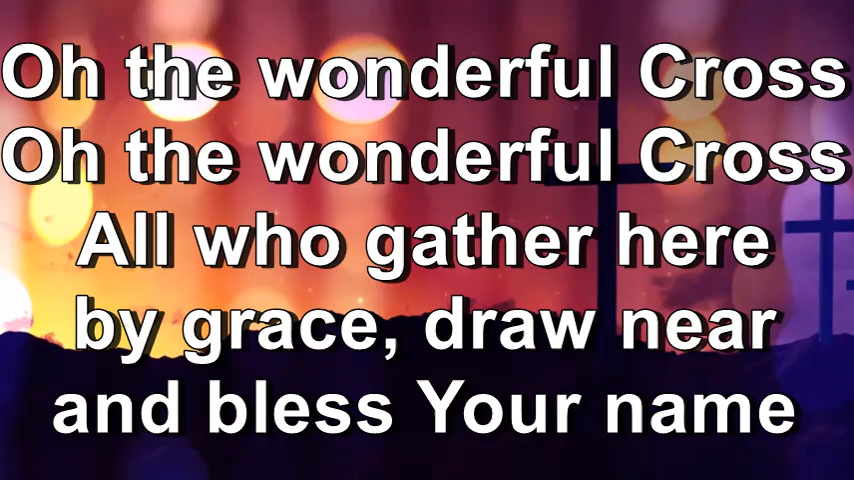 Oh the wonderful Cross
Oh the wonderful Cross
All who gather here
by grace, draw near
and bless Your name